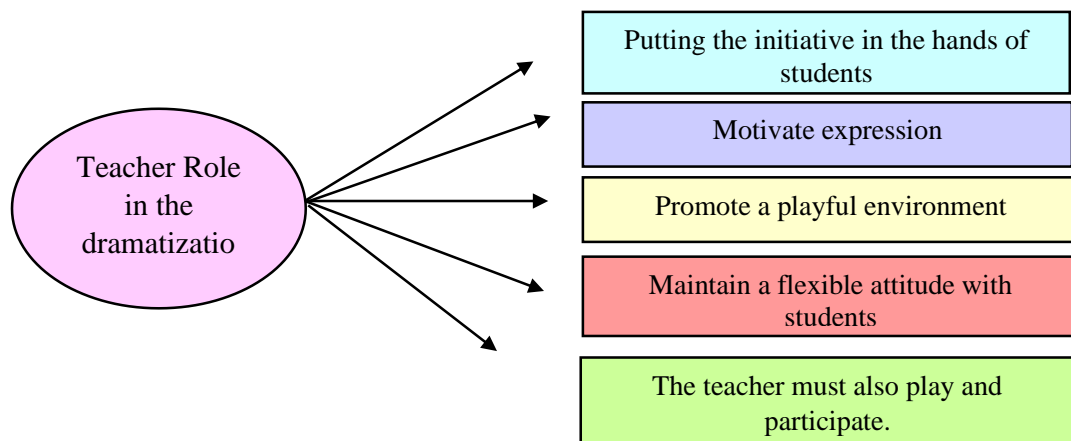 Teacher Role
in the
dramatizatio
Putting the initiative in the hands of
students
Motivate expression
Promote a playful environment
Maintain a flexible attitude with
students
The teacher must also play and
participate.